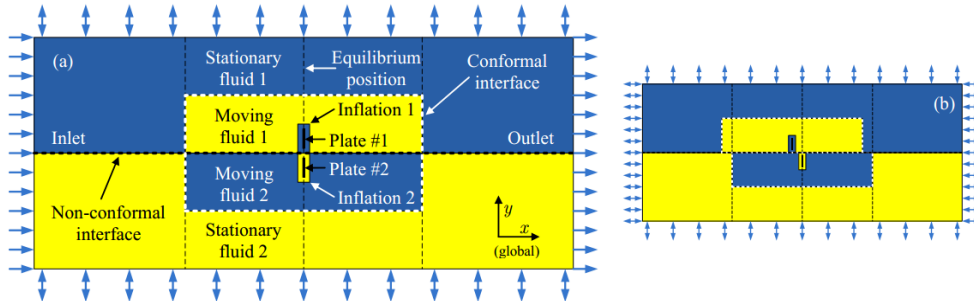 (a)
Stationary
fluid 1
Equilibrium
position
Conformal
interface
Inflation 1
Moving
fluid 1
Plate #1
Inlet
Outlet
Moving
fluid 2
Plate #2
Inflation 2
Non-conformal
interface
Stationary
fluid 2
y
x
(global)
(b)